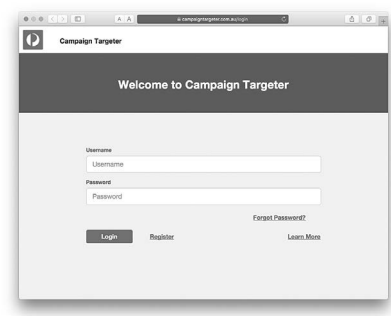 A A campaigntargeter.com.au/login
Campaign Targeter
Welcome to Campaign Targeter
Username
Username
Password
Password
Forgot Password?
Login Register Learn More